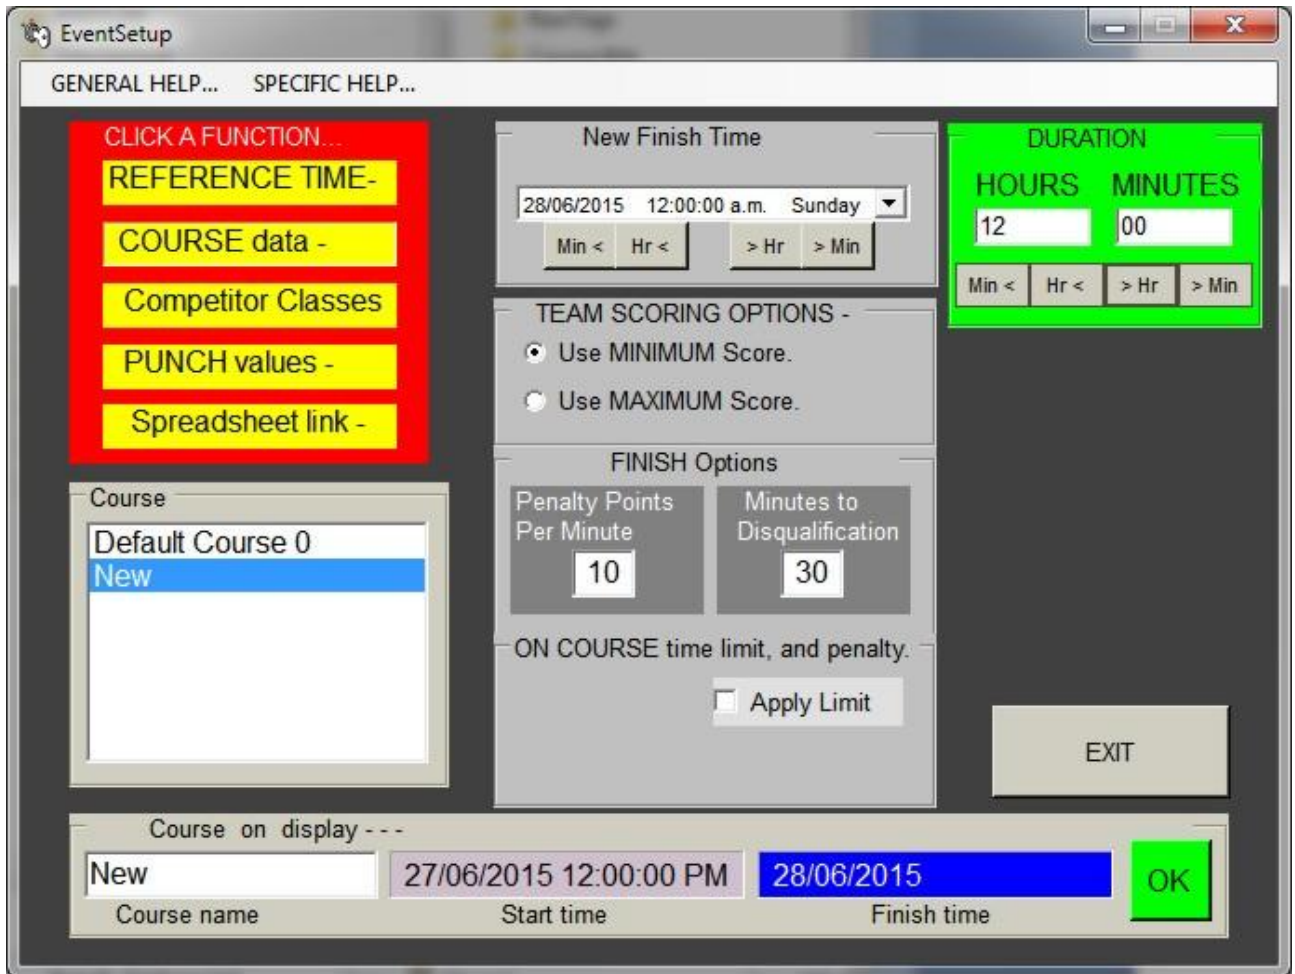 EventSetup
X
GENERAL HELP... SPECIFIC HELP...
CLICK A FUNCTION...
REFERENCE TIME-
COURSE data -
Competitor Classes
PUNCH values -
Spreadsheet link -
New Finish Time
28/06/2015 12:00:00 a.m. Sunday
Min < Hr < > Hr > Min
DURATION
HOURS MINUTES
12 00
Min < Hr < > Hr > Min
TEAM SCORING OPTIONS -
Use MINIMUM Score.
Use MAXIMUM Score.
FINISH Options
Penalty Points
Per Minute
10
Minutes to
Disqualification
30
Course
Default Course 0
New
ON COURSE time limit, and penalty.
Apply Limit
EXIT
Course on display - - -
New 27/06/2015 12:00:00 PM 28/06/2015 OK
Course name Start time Finish time